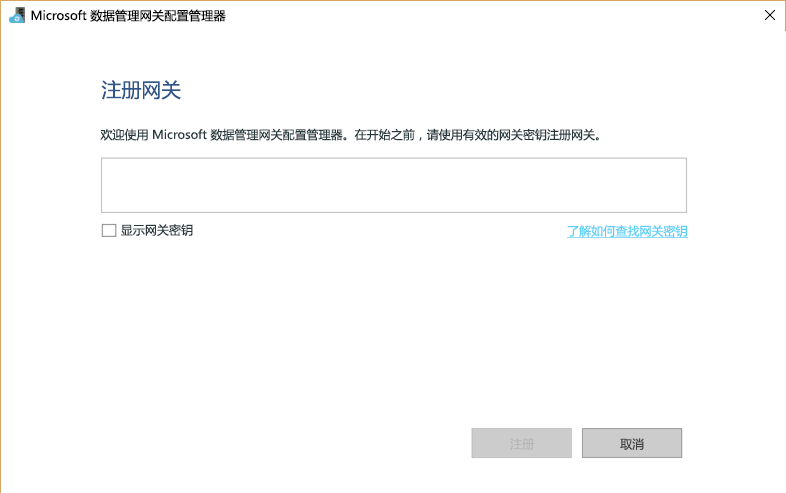 Microsoft 数据管理网关配置管理器
注册网关
欢迎使用 Microsoft 数据管理网关配置管理器。在开始之前，请使用有效的网关密钥注册网关。
显示网关密钥
了解如何查找网关密钥
注册
取消